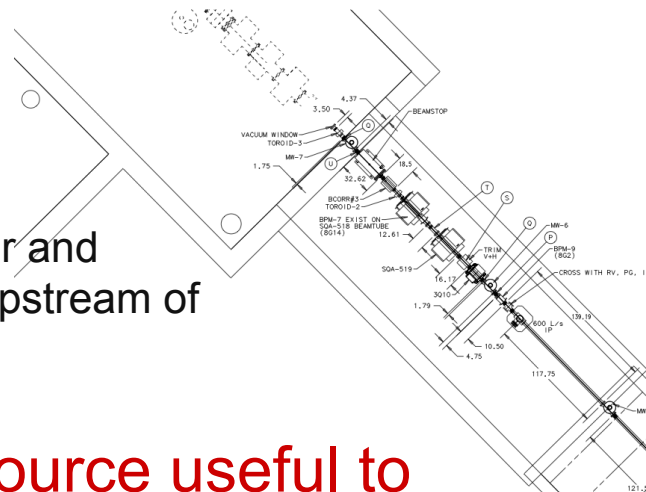 4.37
3.50
BEAMSTOP
VACUUM WINDOW
TOROID-3
Q
MW-7
U
1.75
32.62
18.5
BCORR#3
TOROID-2
T
BPM-7 EXIST ON
SQA-518 BEAMTUBE
(8G14)
S
12.61
Q
MW-6
P
TRIM
V+H
BPM-9
(8G2)
SQA-519
16.17
3Q10
CROSS WITH RV, PG, I
1.79
600 L/s
IP
139.19
10.50
4.75
117.75
MW
121.5
r and
pstream of
ource useful to